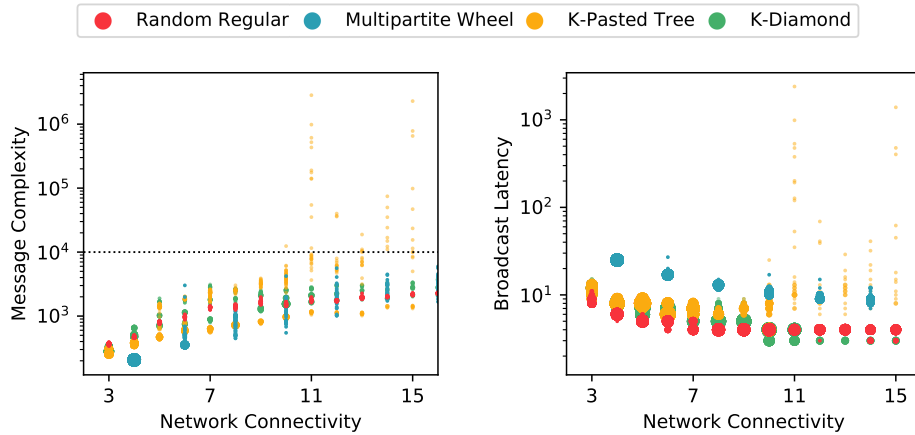 Random Regular Multipartite Wheel K-Pasted Tree K-Diamond
Message Complexity
10^6
10^5
10^4
10^3
3 7 11 15
Network Connectivity
Broadcast Latency
10^3
10^2
10^1
3 7 11 15
Network Connectivity